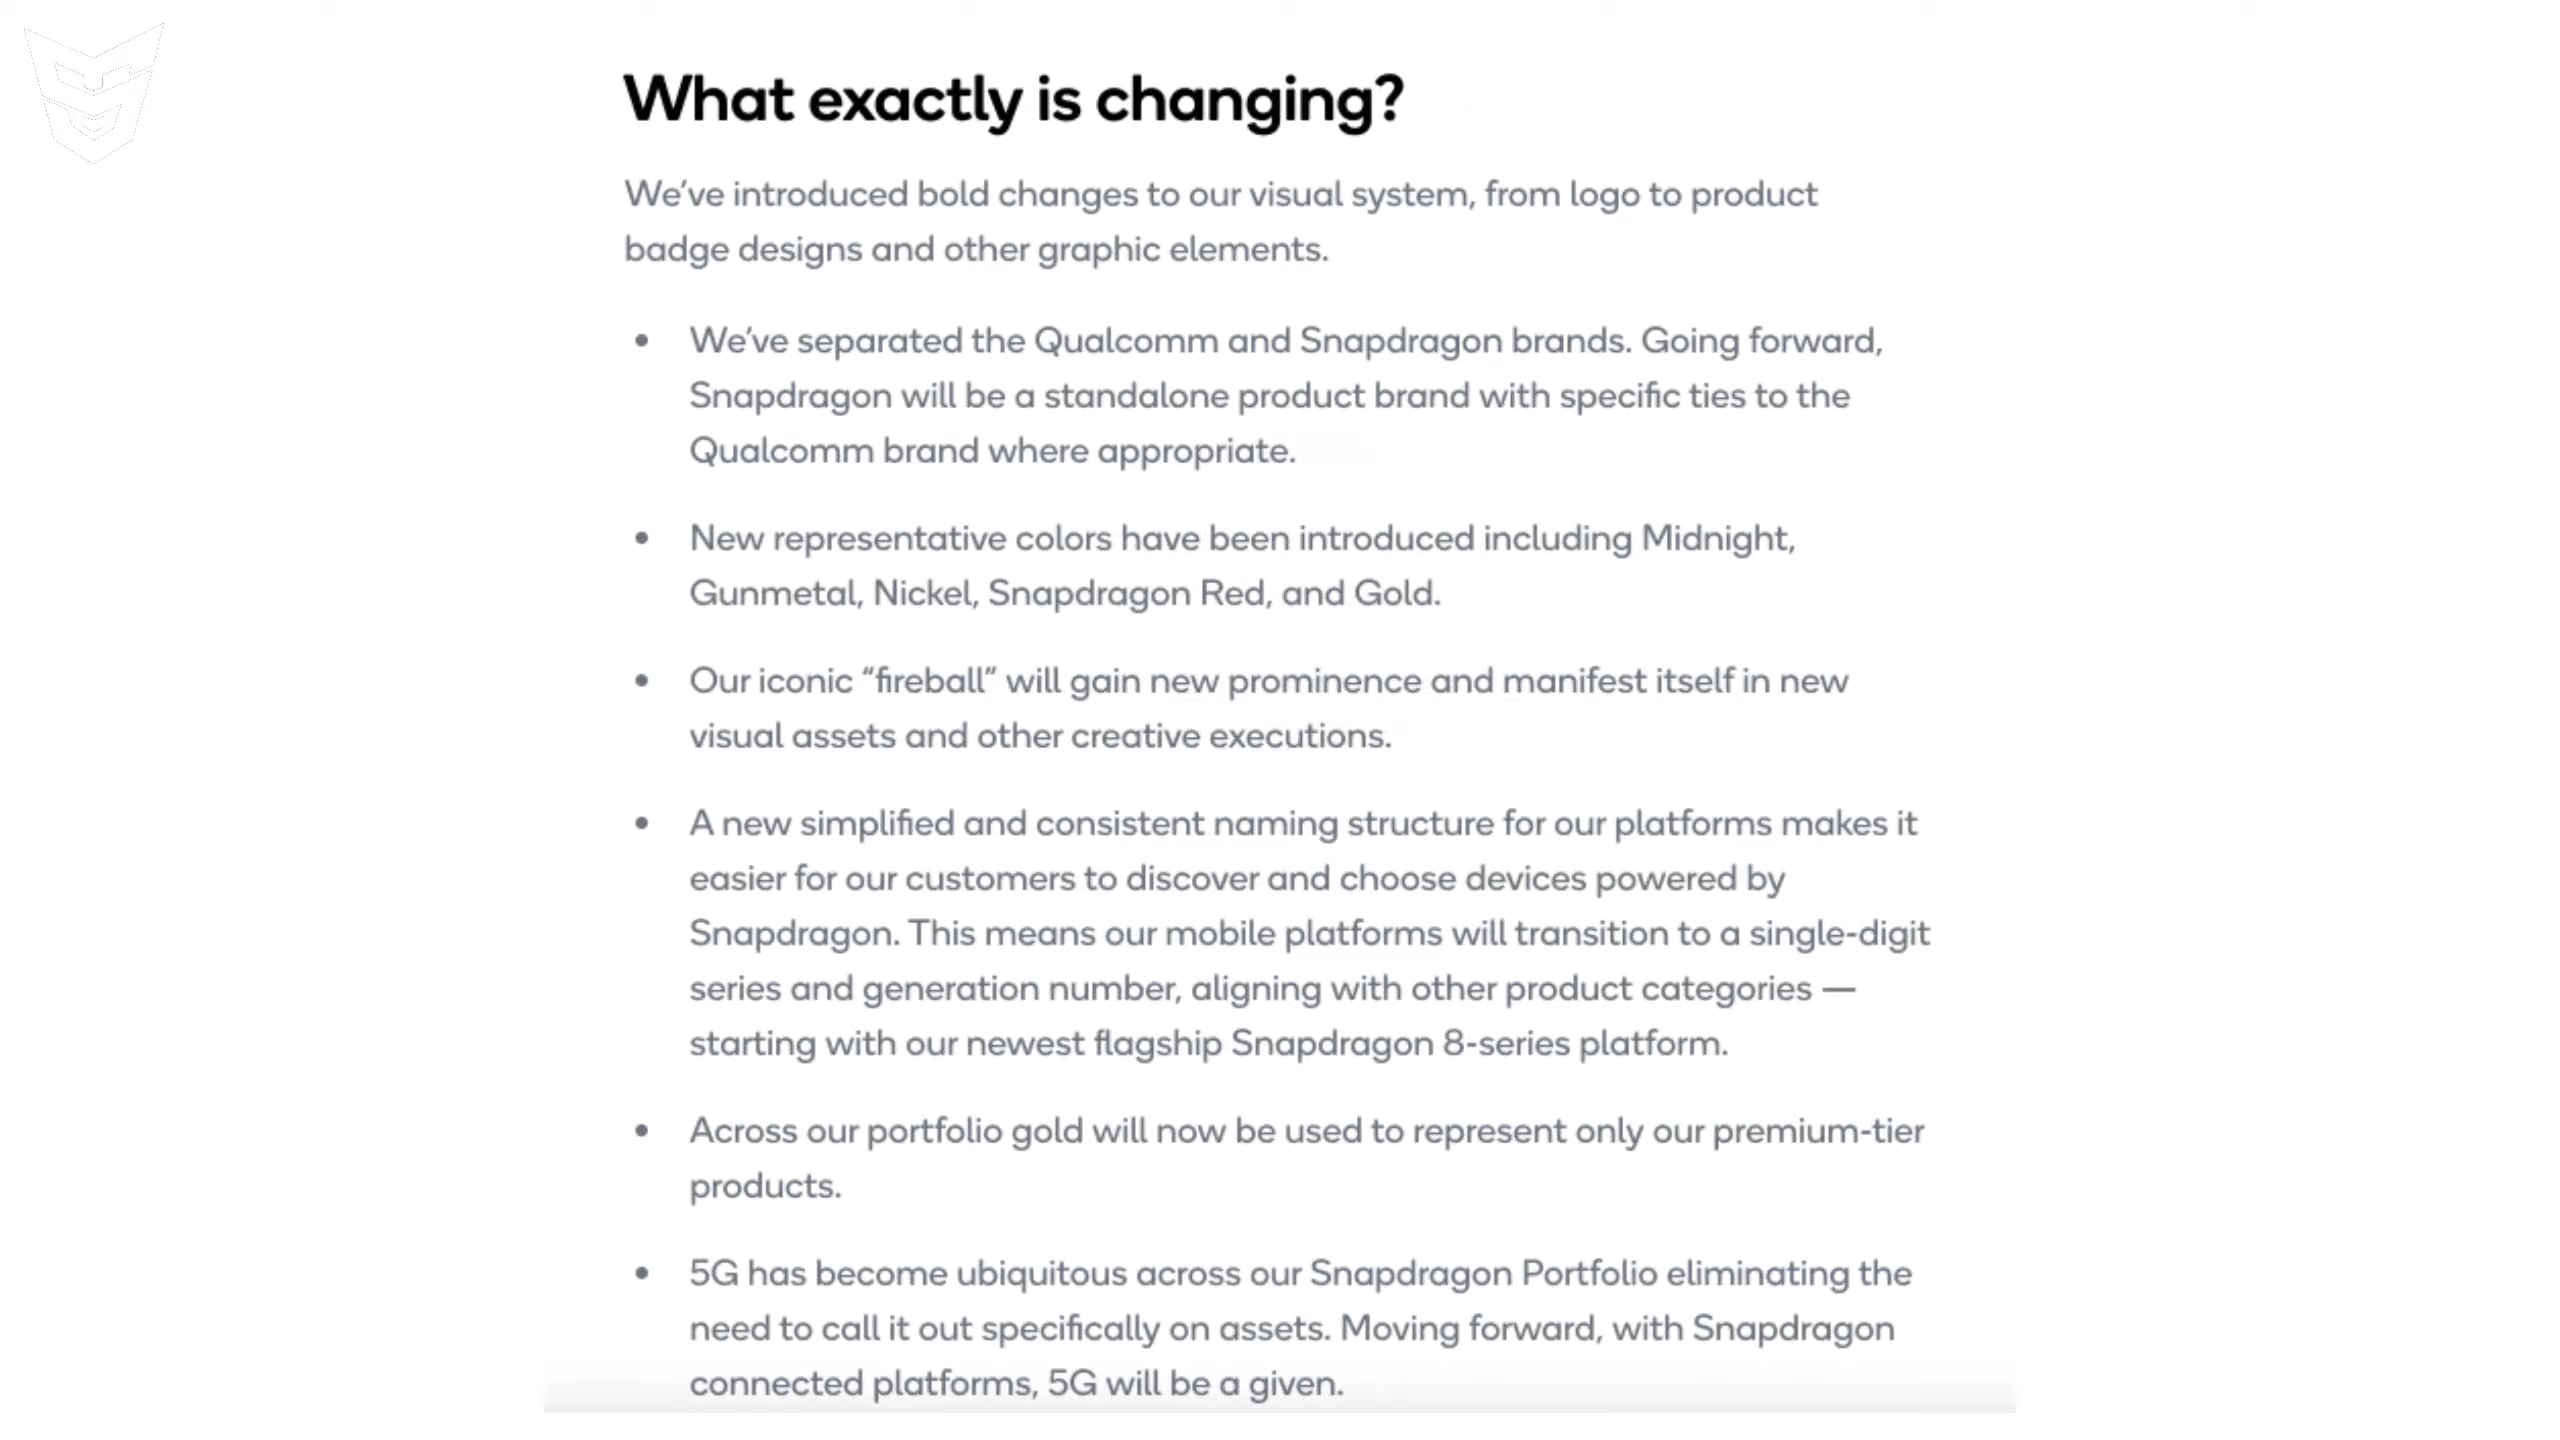 What exactly is changing?
We've introduced bold changes to our visual system, from logo to product
badge designs and other graphic elements.
• We've separated the Qualcomm and Snapdragon brands. Going forward,
Snapdragon will be a standalone product brand with specific ties to the
Qualcomm brand where appropriate.
• New representative colors have been introduced including Midnight,
Gunmetal, Nickel, Snapdragon Red, and Gold.
• Our iconic “fireball” will gain new prominence and manifest itself in new
visual assets and other creative executions.
• A new simplified and consistent naming structure for our platforms makes it
easier for our customers to discover and choose devices powered by
Snapdragon. This means our mobile platforms will transition to a single-digit
series and generation number, aligning with other product categories —
starting with our newest flagship Snapdragon 8-series platform.
• Across our portfolio gold will now be used to represent only our premium-tier
products.
• 5G has become ubiquitous across our Snapdragon Portfolio eliminating the
need to call it out specifically on assets. Moving forward, with Snapdragon
connected platforms, 5G will be a given.